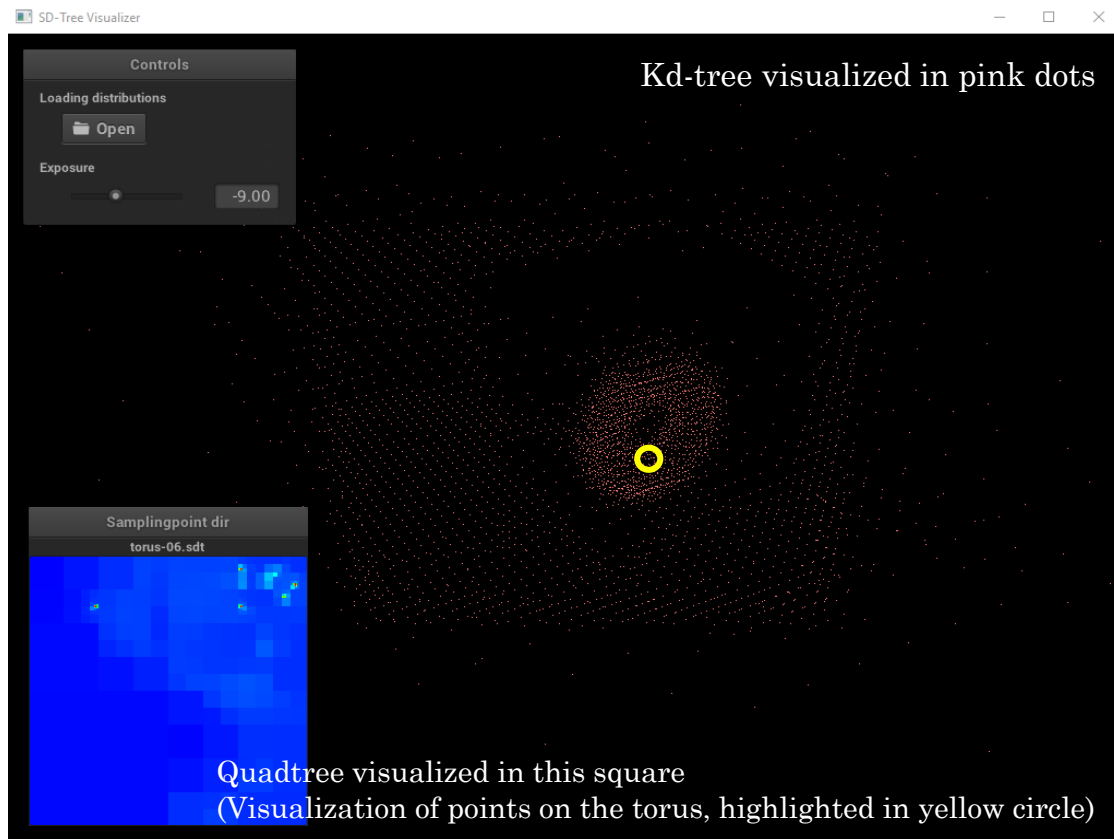 SD-Tree Visualizer
Controls
Kd-tree visualized in pink dots
Loading distributions
Open
Exposure
-9.00
Samplingpoint dir
torus-06.sdt
Quadtree visualized in this square
(Visualization of points on the torus, highlighted in yellow circle)